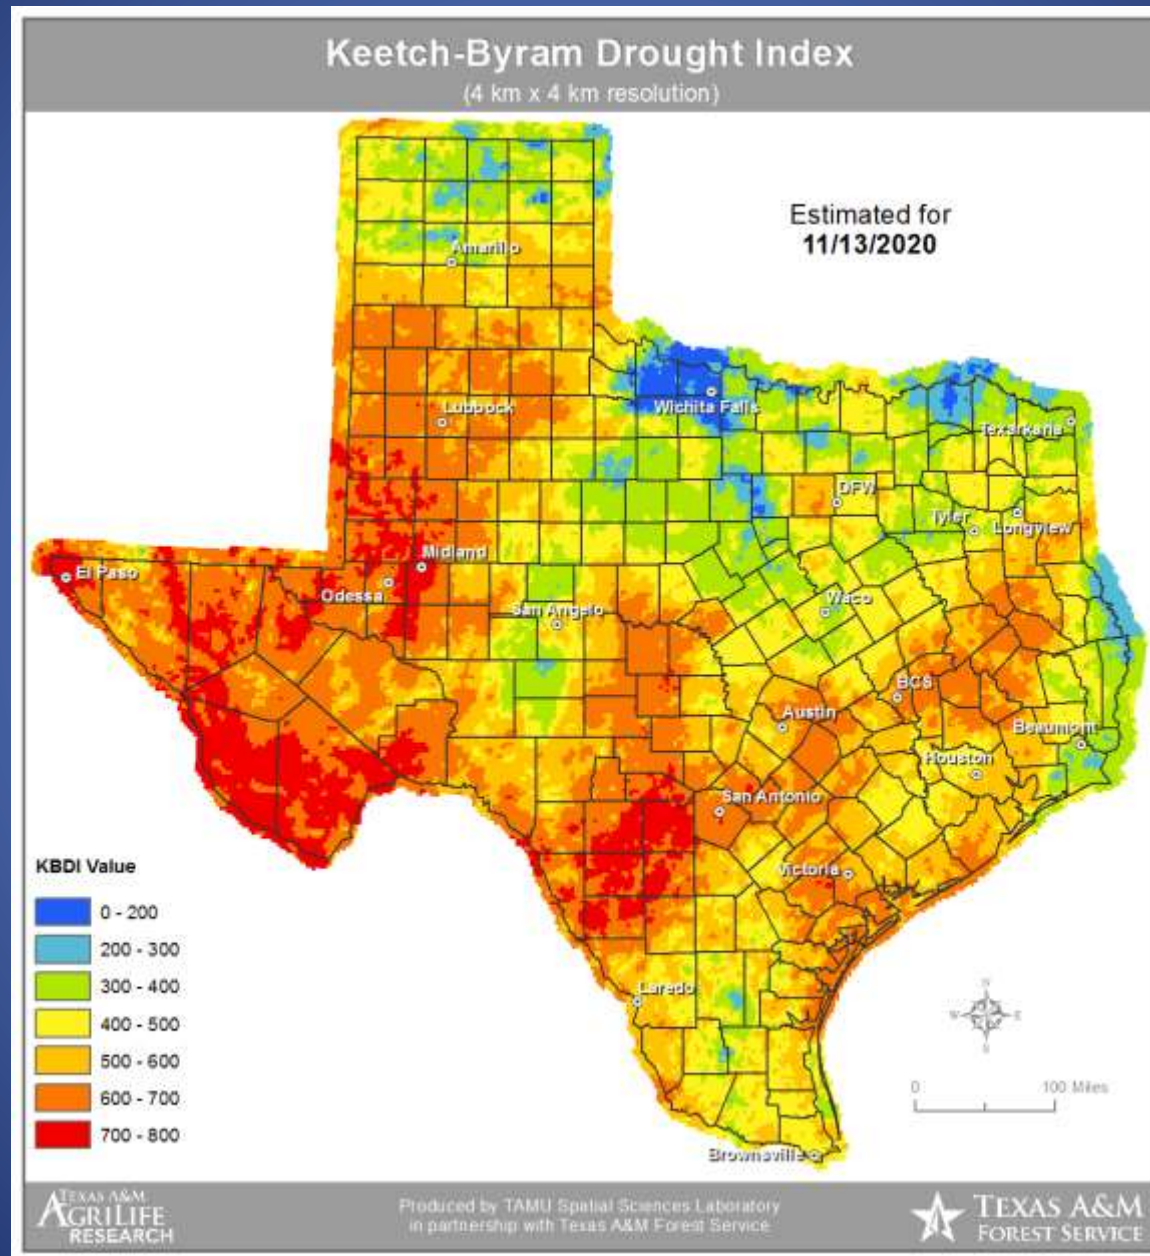 Keetch-Byram Drought Index
(4 km x 4 km resolution)
Estimated for
11/13/2020
Amarillo
Wichita Falls
Lubbock
Texarkana
DFW
Tyler
Longview
Midland
El Paso
Odessa
San Angelo
Waco
BCS
Austin
Beaumont
Houston
San Antonio
Victoria
Laredo
Brownsville
KBDI Value
0 - 200
200 - 300
300 - 400
400 - 500
500 - 600
600 - 700
700 - 800
N
W E
S
0 100 Miles
TEXAS A&M
AGRILIFE
RESEARCH
Produced by TAMU Spatial Sciences Laboratory
in partnership with Texas A&M Forest Service
TEXAS A&M
FOREST SERVICE